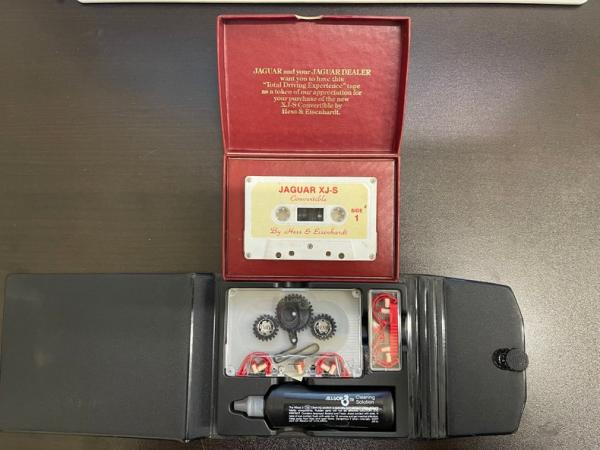 JAGUAR and your JAGUAR DEALER
want you to have this
"Total Driving Experience" tape
as a token of our appreciation for
your purchase of the new
XJ-S Convertible by
Hess & Eisenhardt.
JAGUAR XJ-S
Convertible
SIDE
1
By Hess & Eisenhardt
ALLSOP 3
Cleaning
Solution